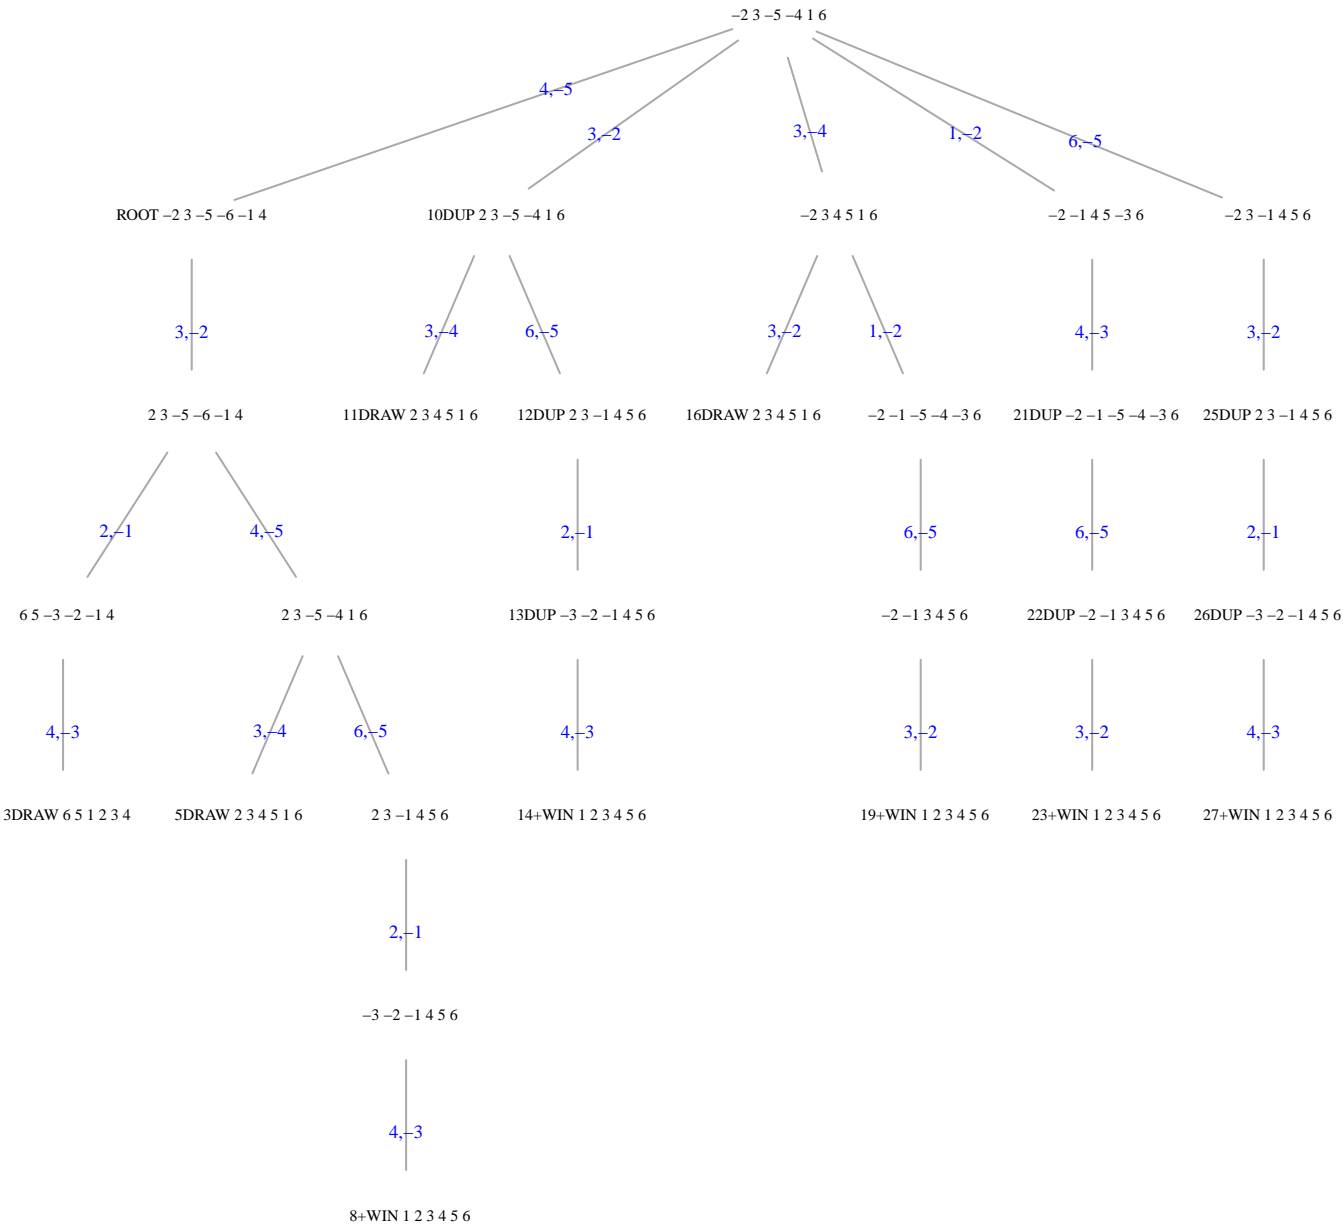 −2 3 −5 −4 1 6
4,−5
3,−2
3,−4
1,−2
6,−5
ROOT −2 3 −5 −6 −1 4
10DUP 2 3 −5 −4 1 6
−2 3 4 5 1 6
−2 −1 4 5 −3 6
−2 3 −1 4 5 6
3,−2
3,−4
6,−5
3,−2
1,−2
4,−3
3,−2
2 3 −5 −6 −1 4
11DRAW 2 3 4 5 1 6
12DUP 2 3 −1 4 5 6
16DRAW 2 3 4 5 1 6
−2 −1 −5 −4 −3 6
21DUP −2 −1 −5 −4 −3 6
25DUP 2 3 −1 4 5 6
2,−1
4,−5
2,−1
6,−5
6,−5
2,−1
6 5 −3 −2 −1 4
2 3 −5 −4 1 6
13DUP −3 −2 −1 4 5 6
−2 −1 3 4 5 6
22DUP −2 −1 3 4 5 6
26DUP −3 −2 −1 4 5 6
4,−3
3,−4
6,−5
4,−3
3,−2
3,−2
4,−3
3DRAW 6 5 1 2 3 4
5DRAW 2 3 4 5 1 6
2 3 −1 4 5 6
14+WIN 1 2 3 4 5 6
19+WIN 1 2 3 4 5 6
23+WIN 1 2 3 4 5 6
27+WIN 1 2 3 4 5 6
2,−1
−3 −2 −1 4 5 6
4,−3
8+WIN 1 2 3 4 5 6